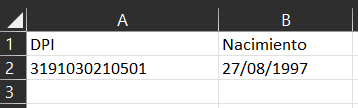 A B
1 DPI Nacimiento
2 3191030210501 27/08/1997
3